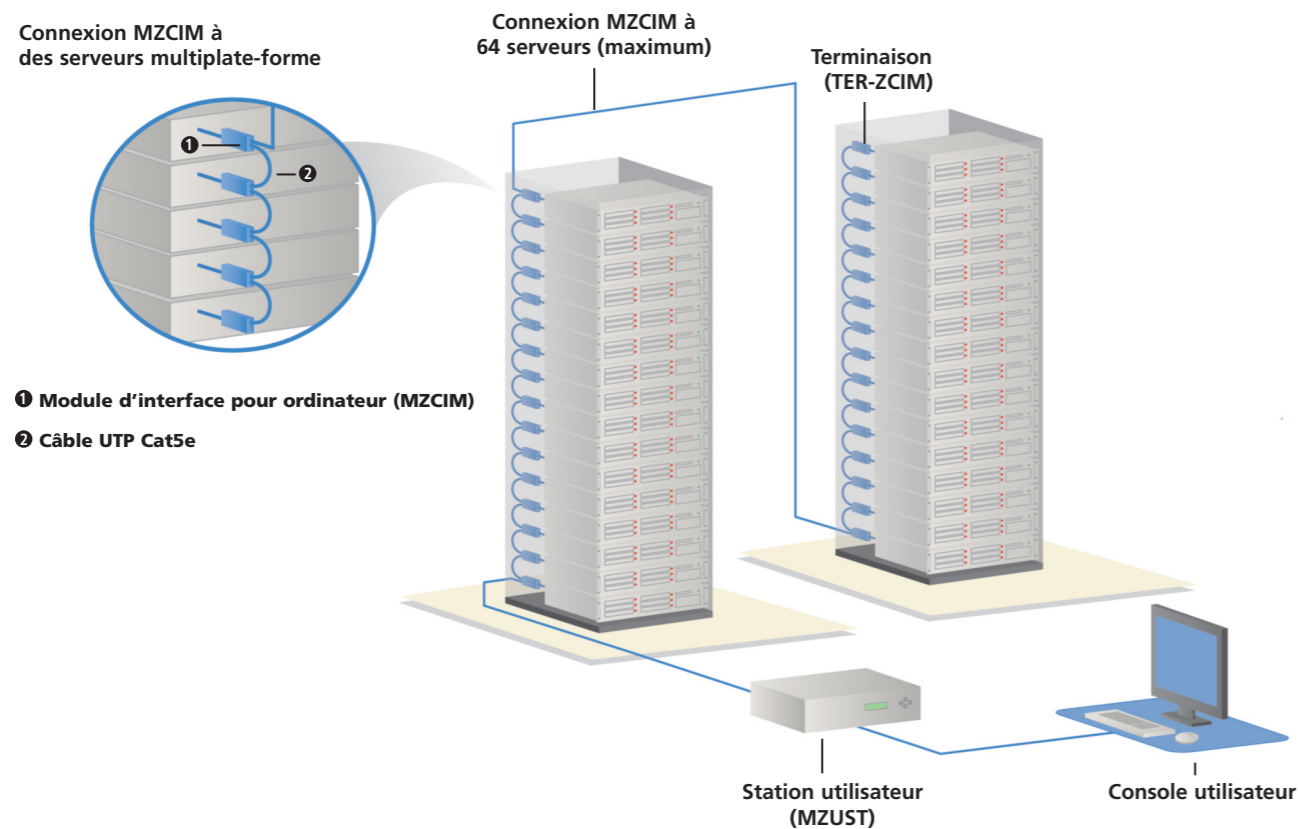 Connexion MZCIM à
des serveurs multiplate-forme
Connexion MZCIM à
64 serveurs (maximum)
Terminaison
(TER-ZCIM)
❶
❷
❶ Module d’interface pour ordinateur (MZCIM)
❷ Câble UTP Cat5e
Station utilisateur
(MZUST)
Console utilisateur